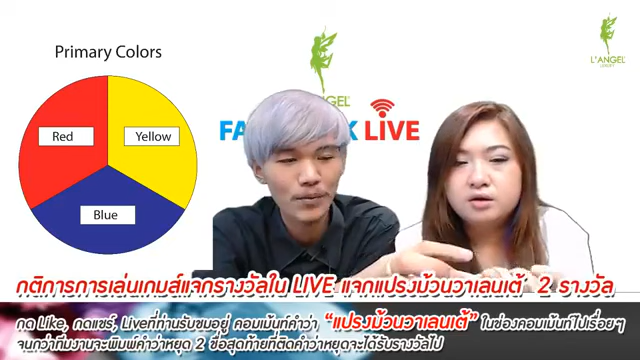 Primary Colors
Red
Yellow
Blue
L'ANGEL
ANGEL
FA K LIVE
กติการการเล่นเกมส์แจกรางวัลใน LIVE แจกแปรงม้วนวาเลนเต้ 2 รางวัล
กด Like, กดแชร์, Liveที่ท่านรับชมอยู่ คอมเม้นท์คำว่า "แปรงม้วนวาเลนเต้" ในช่องคอมเม้นท์ไปเรื่อยๆ
จนกว่าทีมงานจะพิมพ์คำว่าหยุด 2 ชื่อสุดท้ายที่ติดคำว่าหยุดจะได้รับรางวัลไป